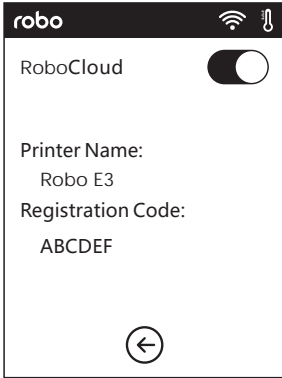 robo
RoboCloud
Printer Name:
Robo E3
Registration Code:
ABCDEF